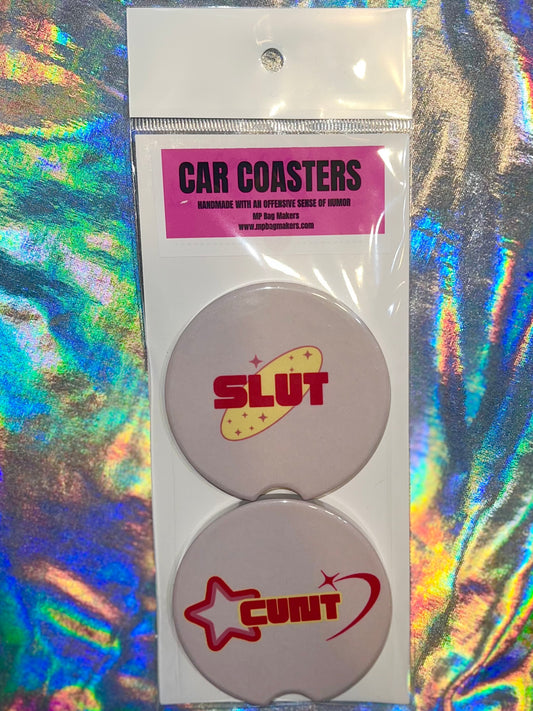 CAR COASTERS
HANDMADE WITH AN OFFENSIVE SENSE OF HUMOR
MP Bag Makers
www.mpbagmakers.com
SLUT
CUNT